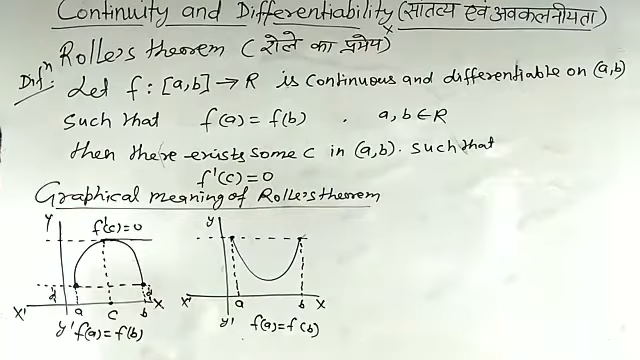 Continuity and Differentiability (सातत्य एवं अवकलनीयता)
Rolle's theorem (रोले का प्रमेय)
Defⁿ: Let f : [a,b] → R is continuous and differentiable on (a,b)
such that f(a) = f(b) . a, b ∈ R
then there exists some c in (a,b). such that
f'(c) = 0
Graphical meaning of Rolle's theorem
Y f'(c)=0
d d
X' a c b X
Y' f(a) = f(b)
Y
a b X
Y' f(a) = f(b)